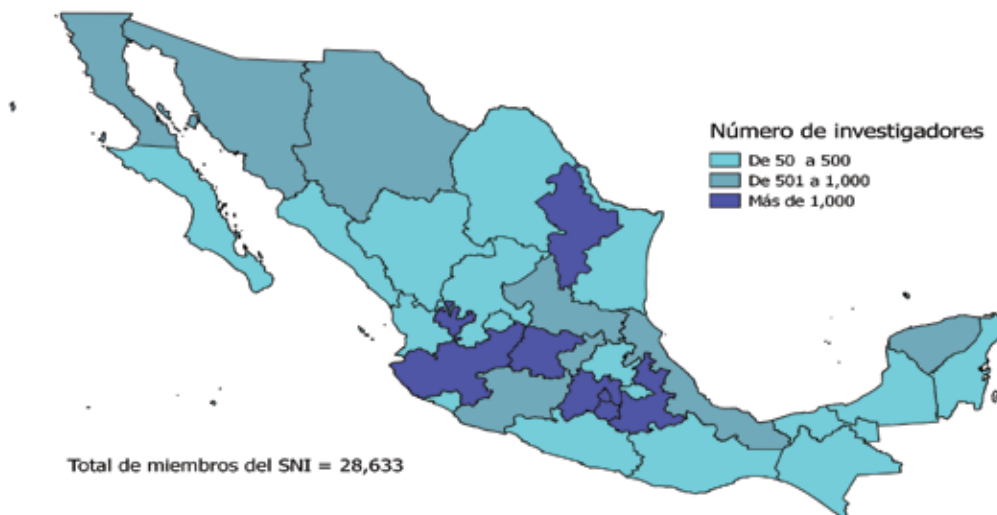 Número de investigadores
De 50 a 500
De 501 a 1,000
Más de 1,000
Total de miembros del SNI = 28,633